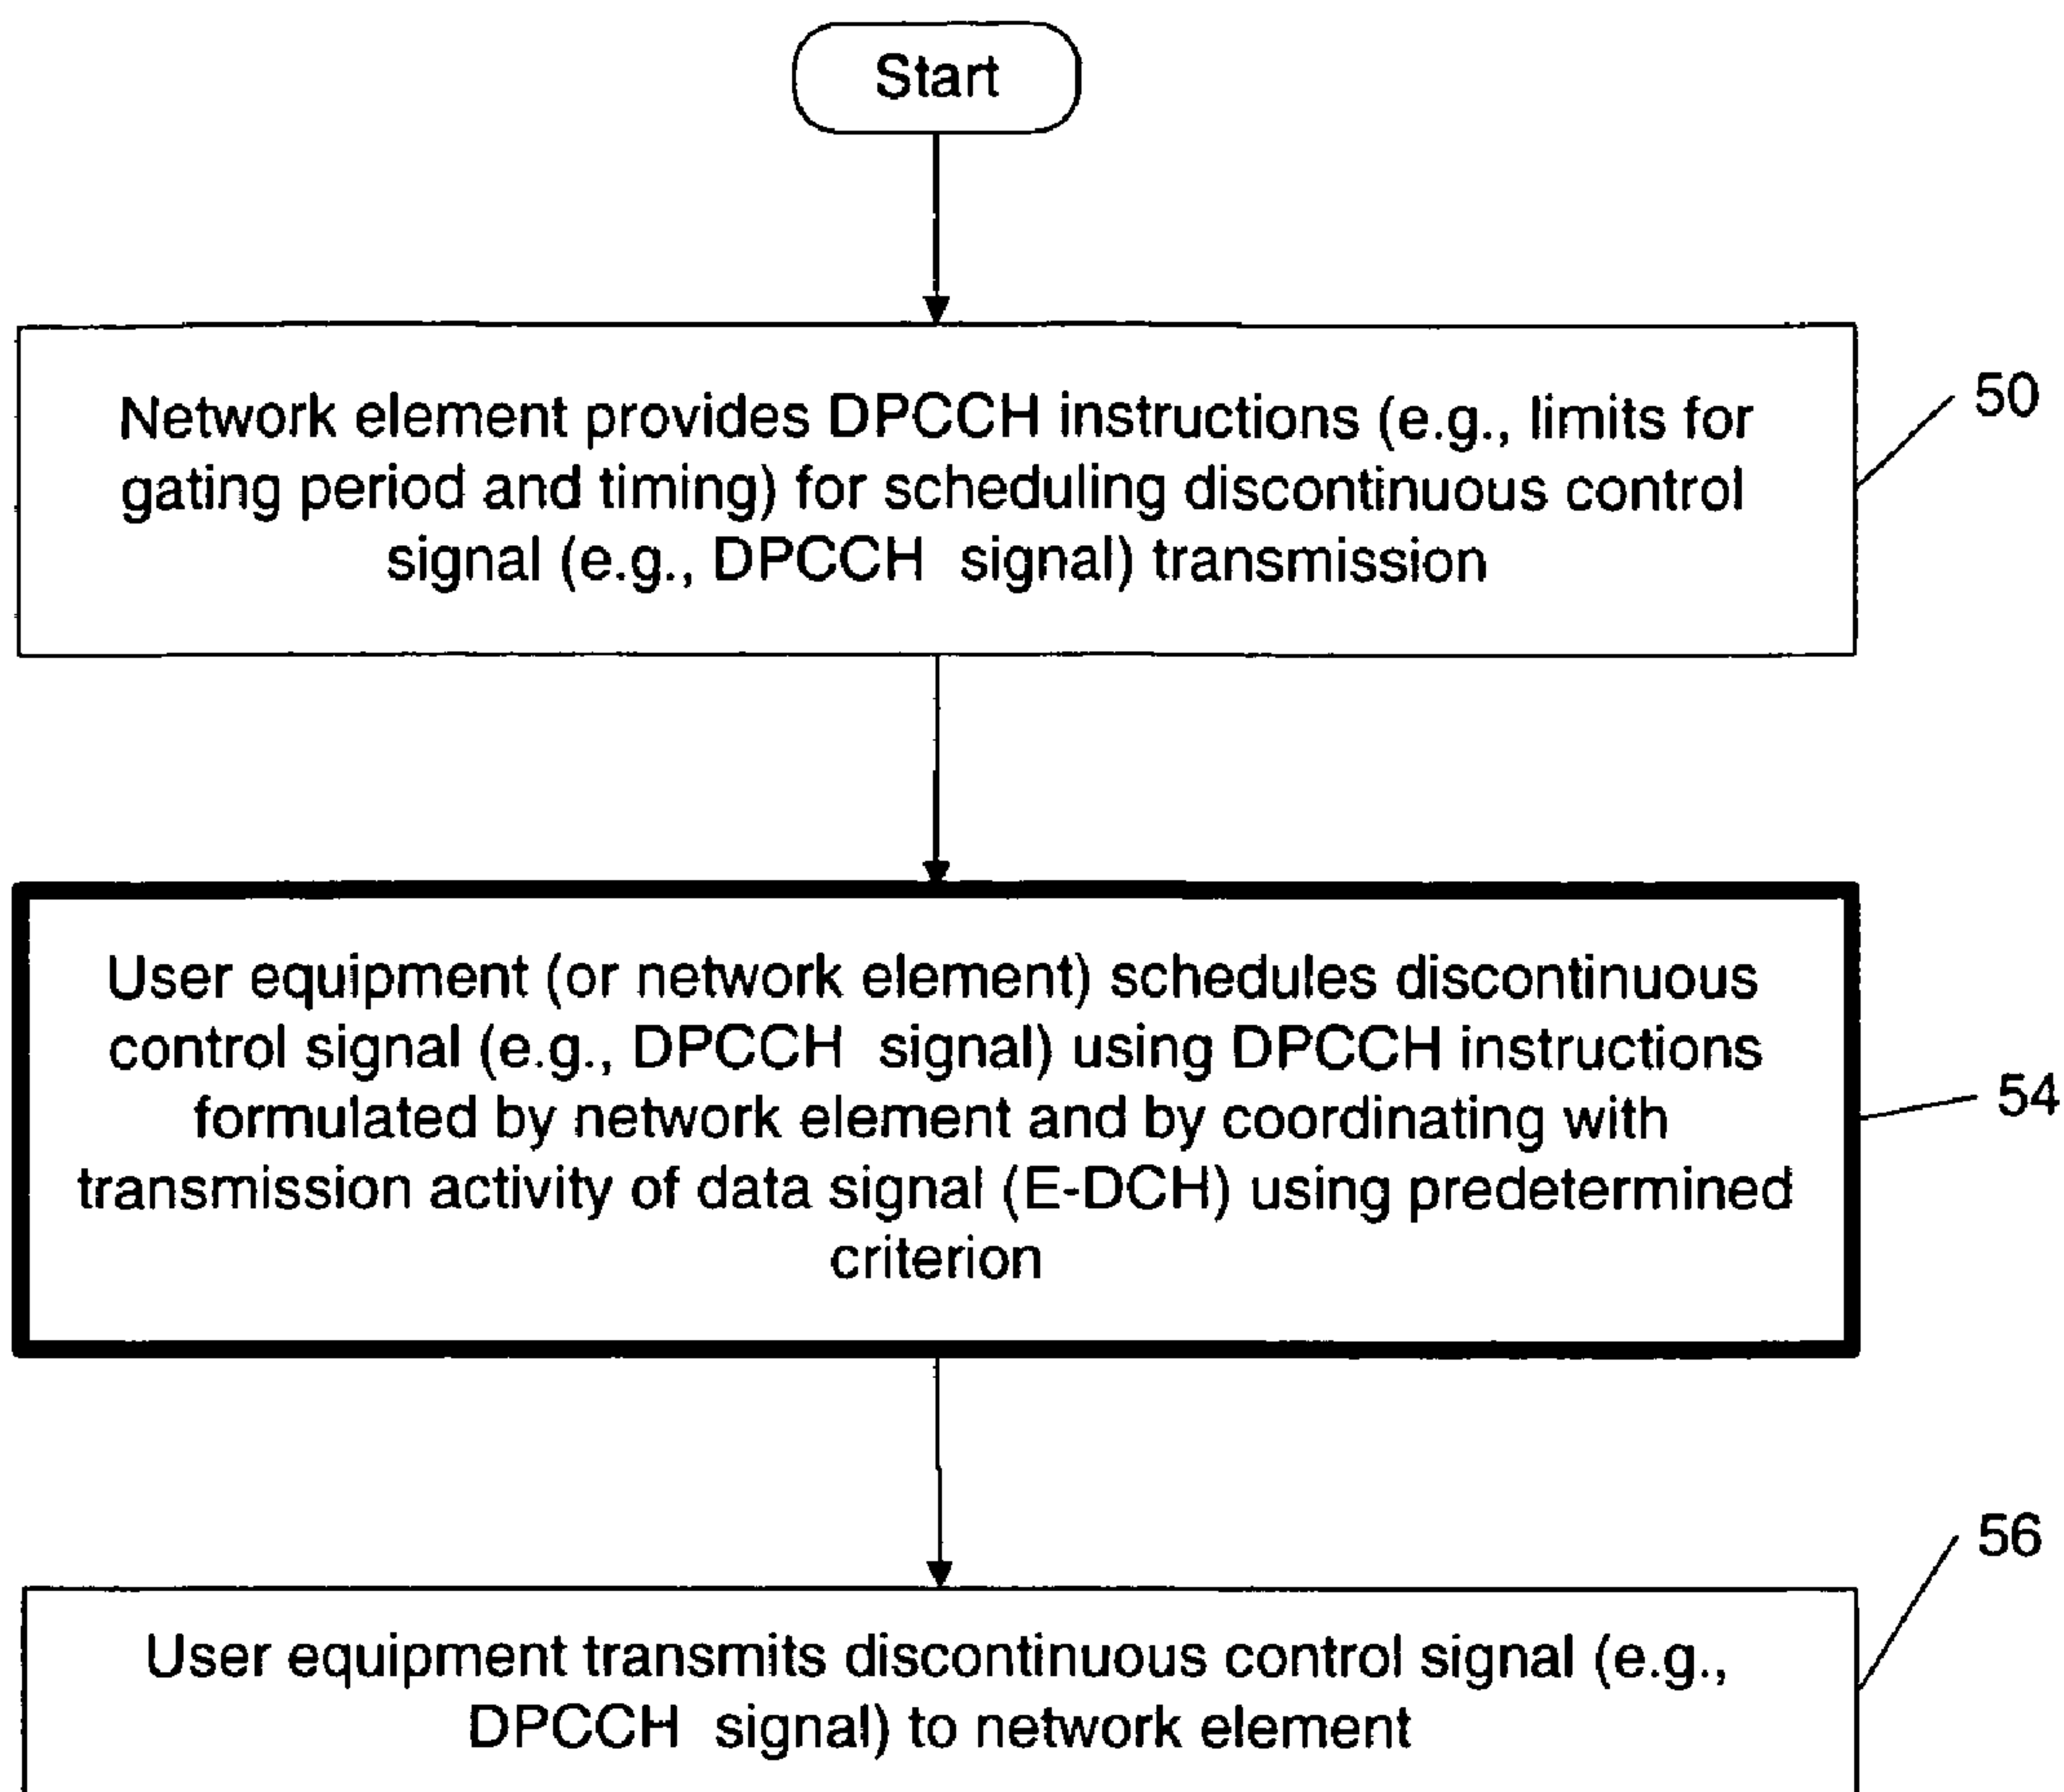 Start
Network element provides DPCCH instructions (e.g., limits for
gating period and timing) for scheduling discontinuous control
signal (e.g., DPCCH signal) transmission
50
User equipment (or network element) schedules discontinuous
control signal (e.g., DPCCH signal) using DPCCH instructions
formulated by network element and by coordinating with
transmission activity of data signal (E-DCH) using predetermined
criterion
54
56
User equipment transmits discontinuous control signal (e.g.,
DPCCH signal) to network element